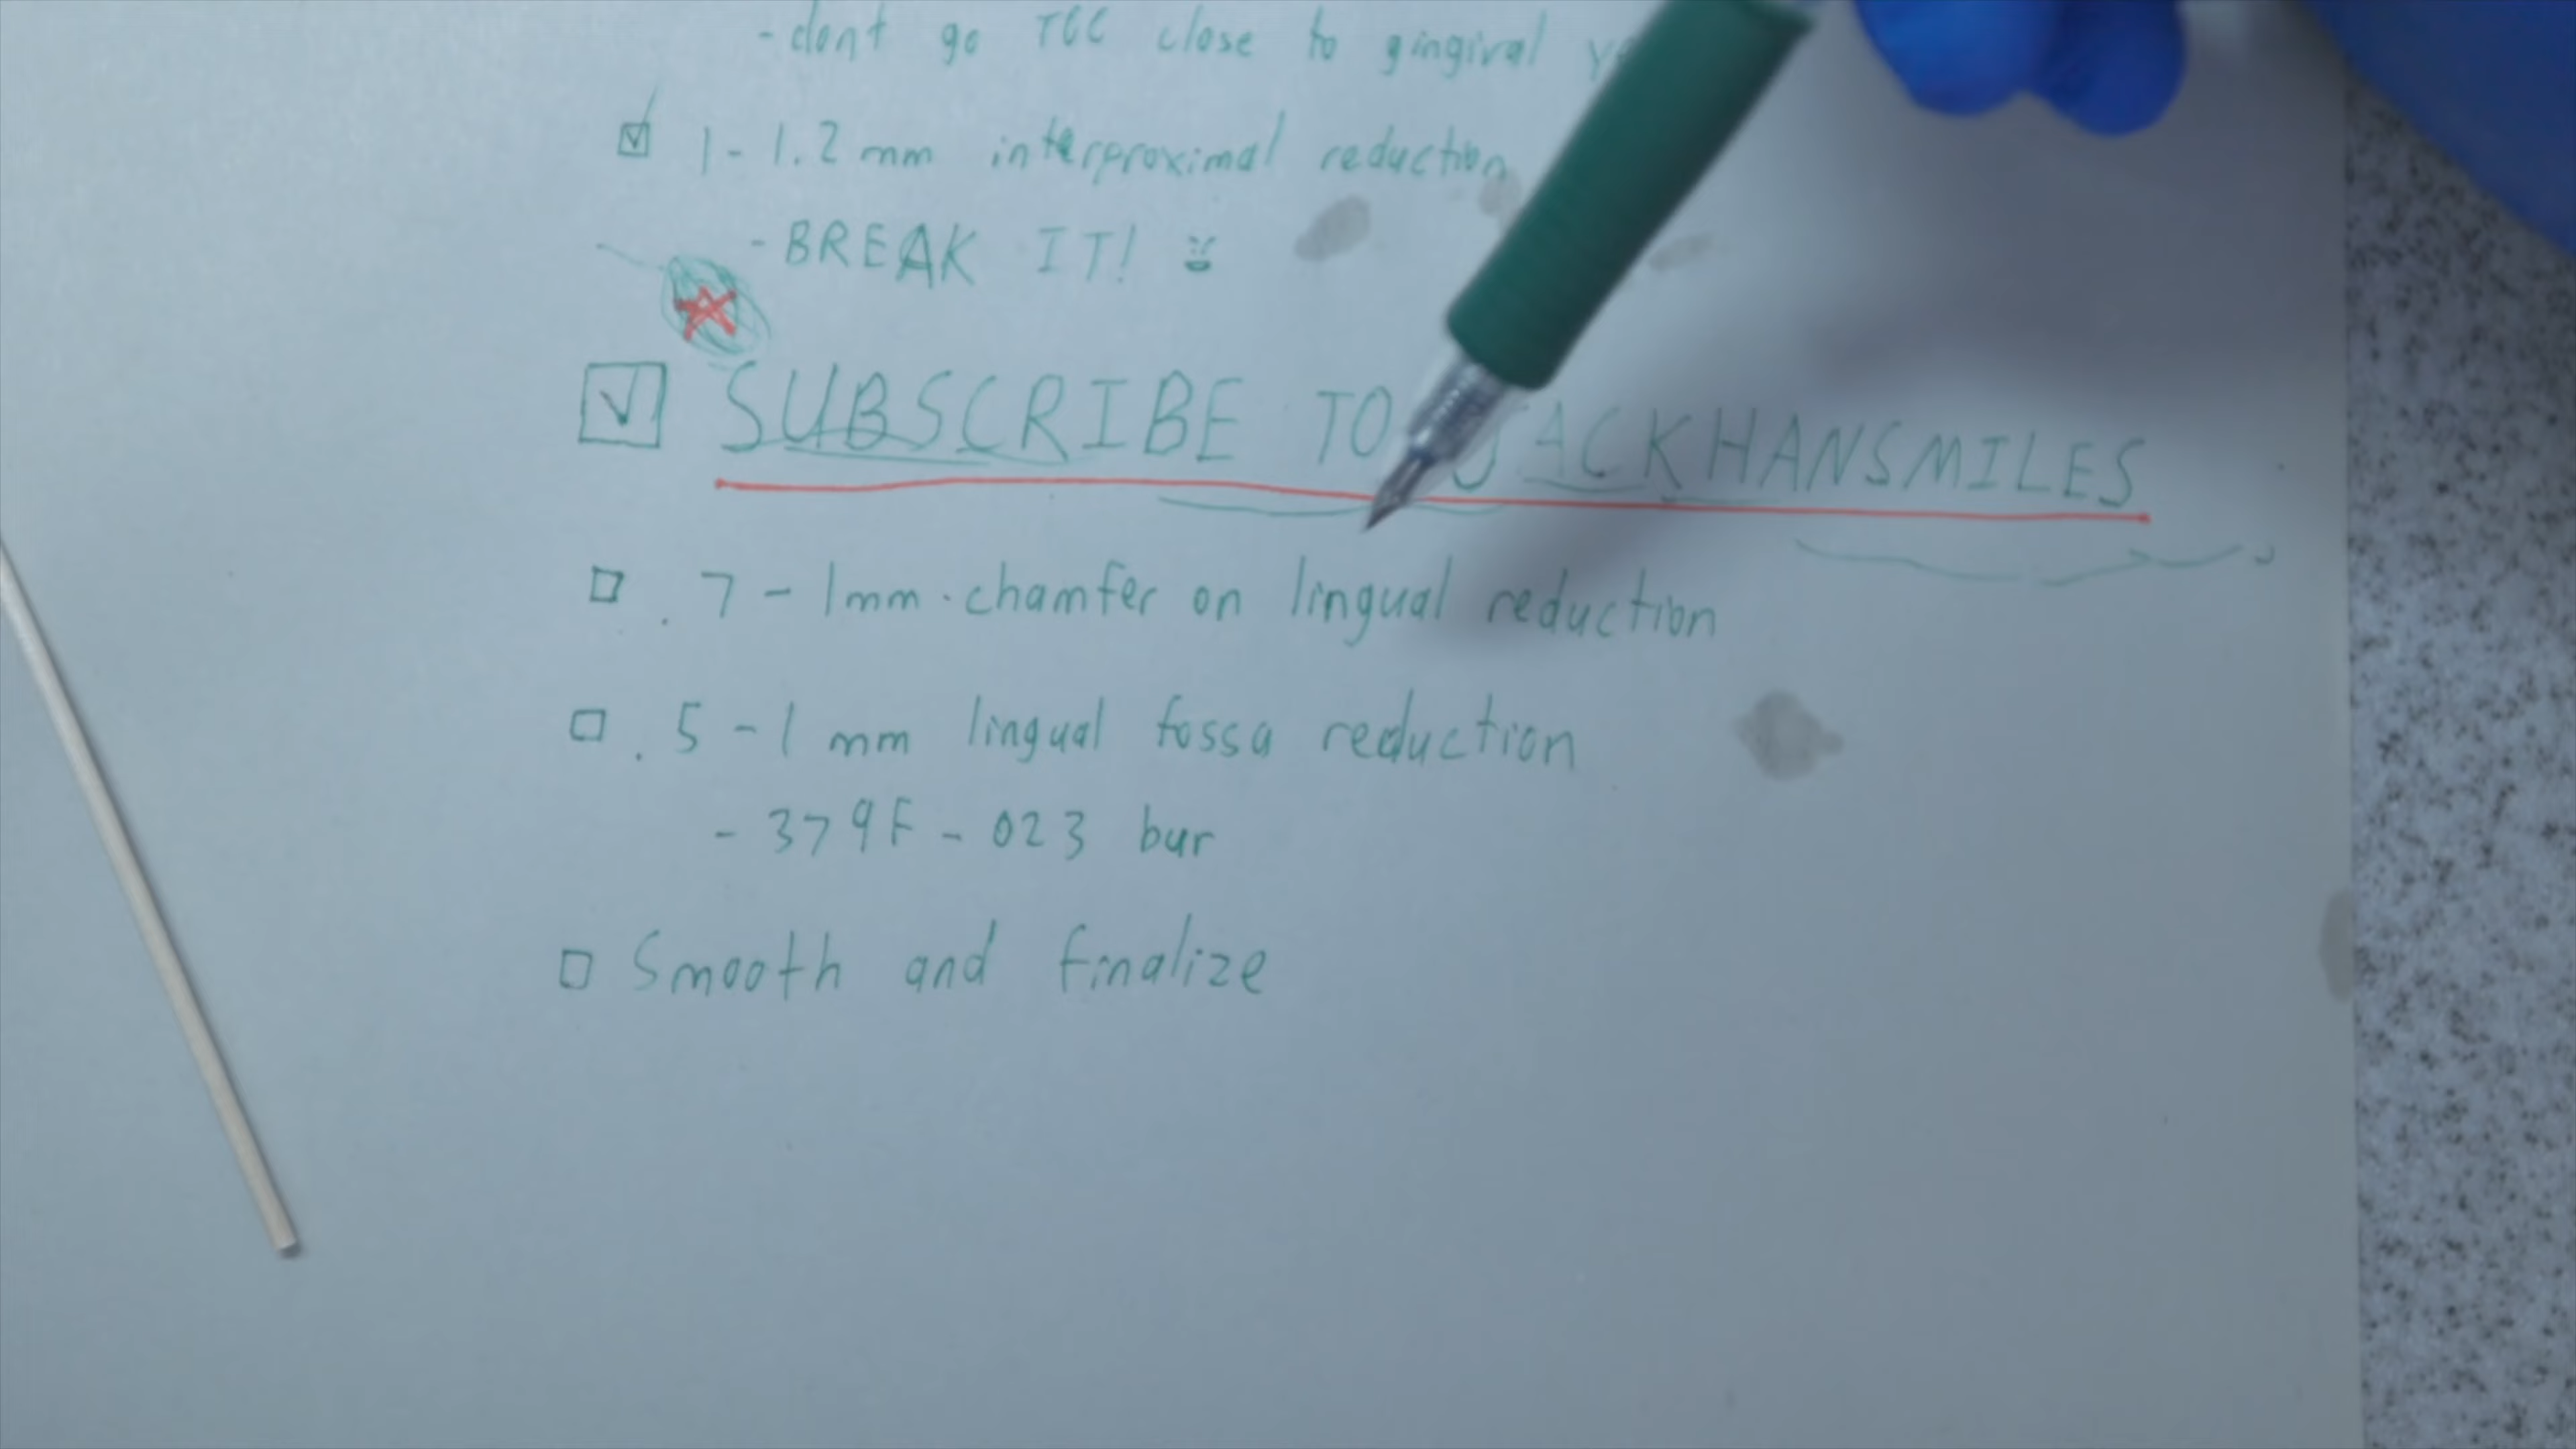 - dont go TOO close to gingival
1 - 1.2 mm interproximal reduction
- BREAK IT!
SUBSCRIBE TO JACKHANSMILES
.7 - 1mm chamfer on lingual reduction
.5 - 1 mm lingual fossa reduction
- 379F - 023 bur
Smooth and finalize